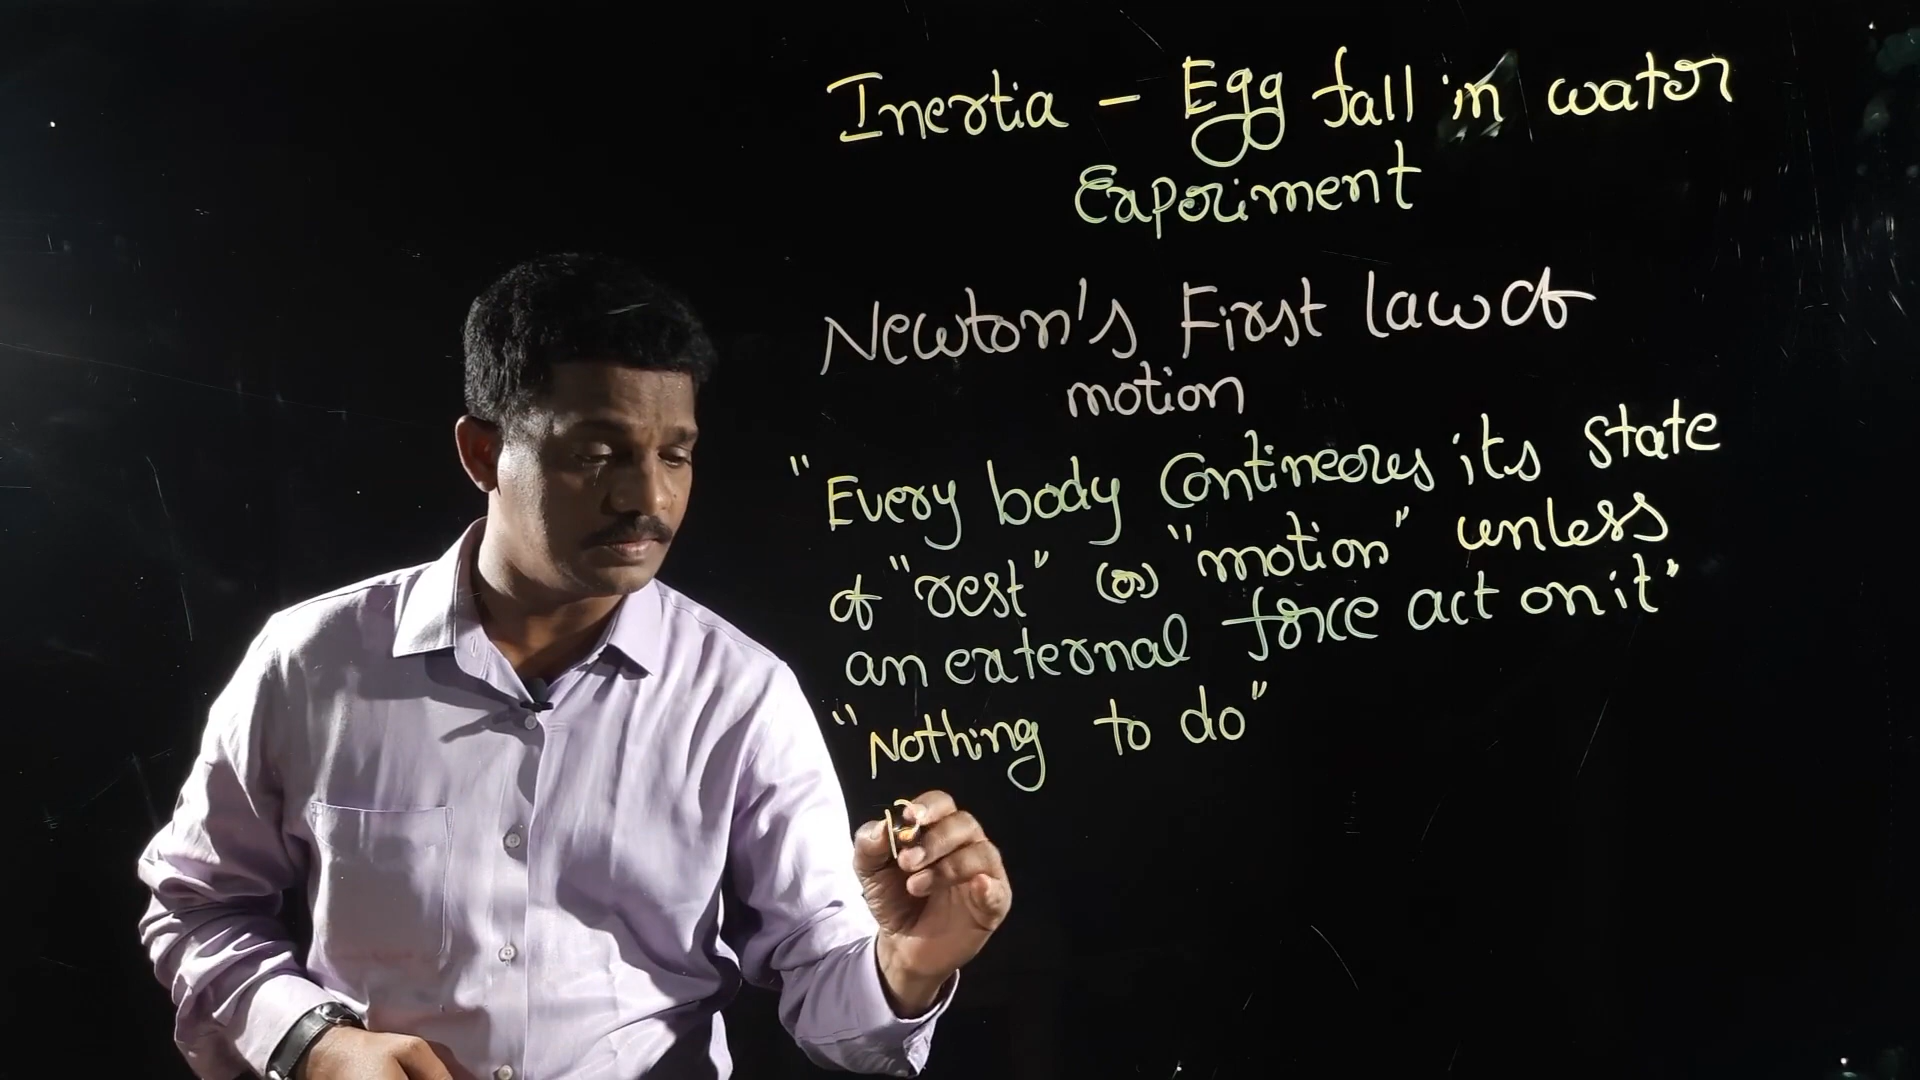 Inertia - Egg fall in water
Experiment
Newton's First law of
motion
"Every body Continueous its state
of "rest" (or) "motion" unless
an external force act on it"
"Nothing to do"